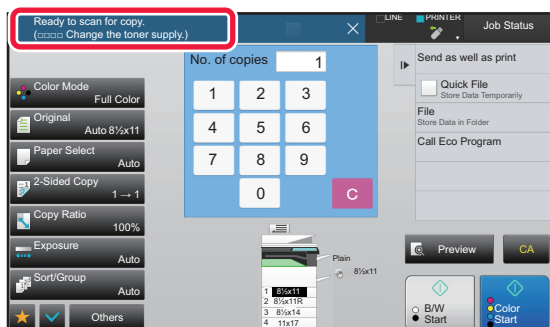 Ready to scan for copy.
(□□□□ Change the toner supply.)
LINE
PRINTER
Job Status
No. of copies 1
1 2 3
4 5 6
7 8 9
0 C
Color Mode
Full Color
Original
Auto 8½x11
Paper Select
Auto
2-Sided Copy
1→1
Copy Ratio
100%
Exposure
Auto
Sort/Group
Auto
Others
Plain
8½x11
1 8½x11
2 8½x11R
3 8½x14
4 11x17
Send as well as print
Quick File
Store Data Temporarily
File
Store Data in Folder
Call Eco Program
Preview
CA
B/W
Start
Color
Start